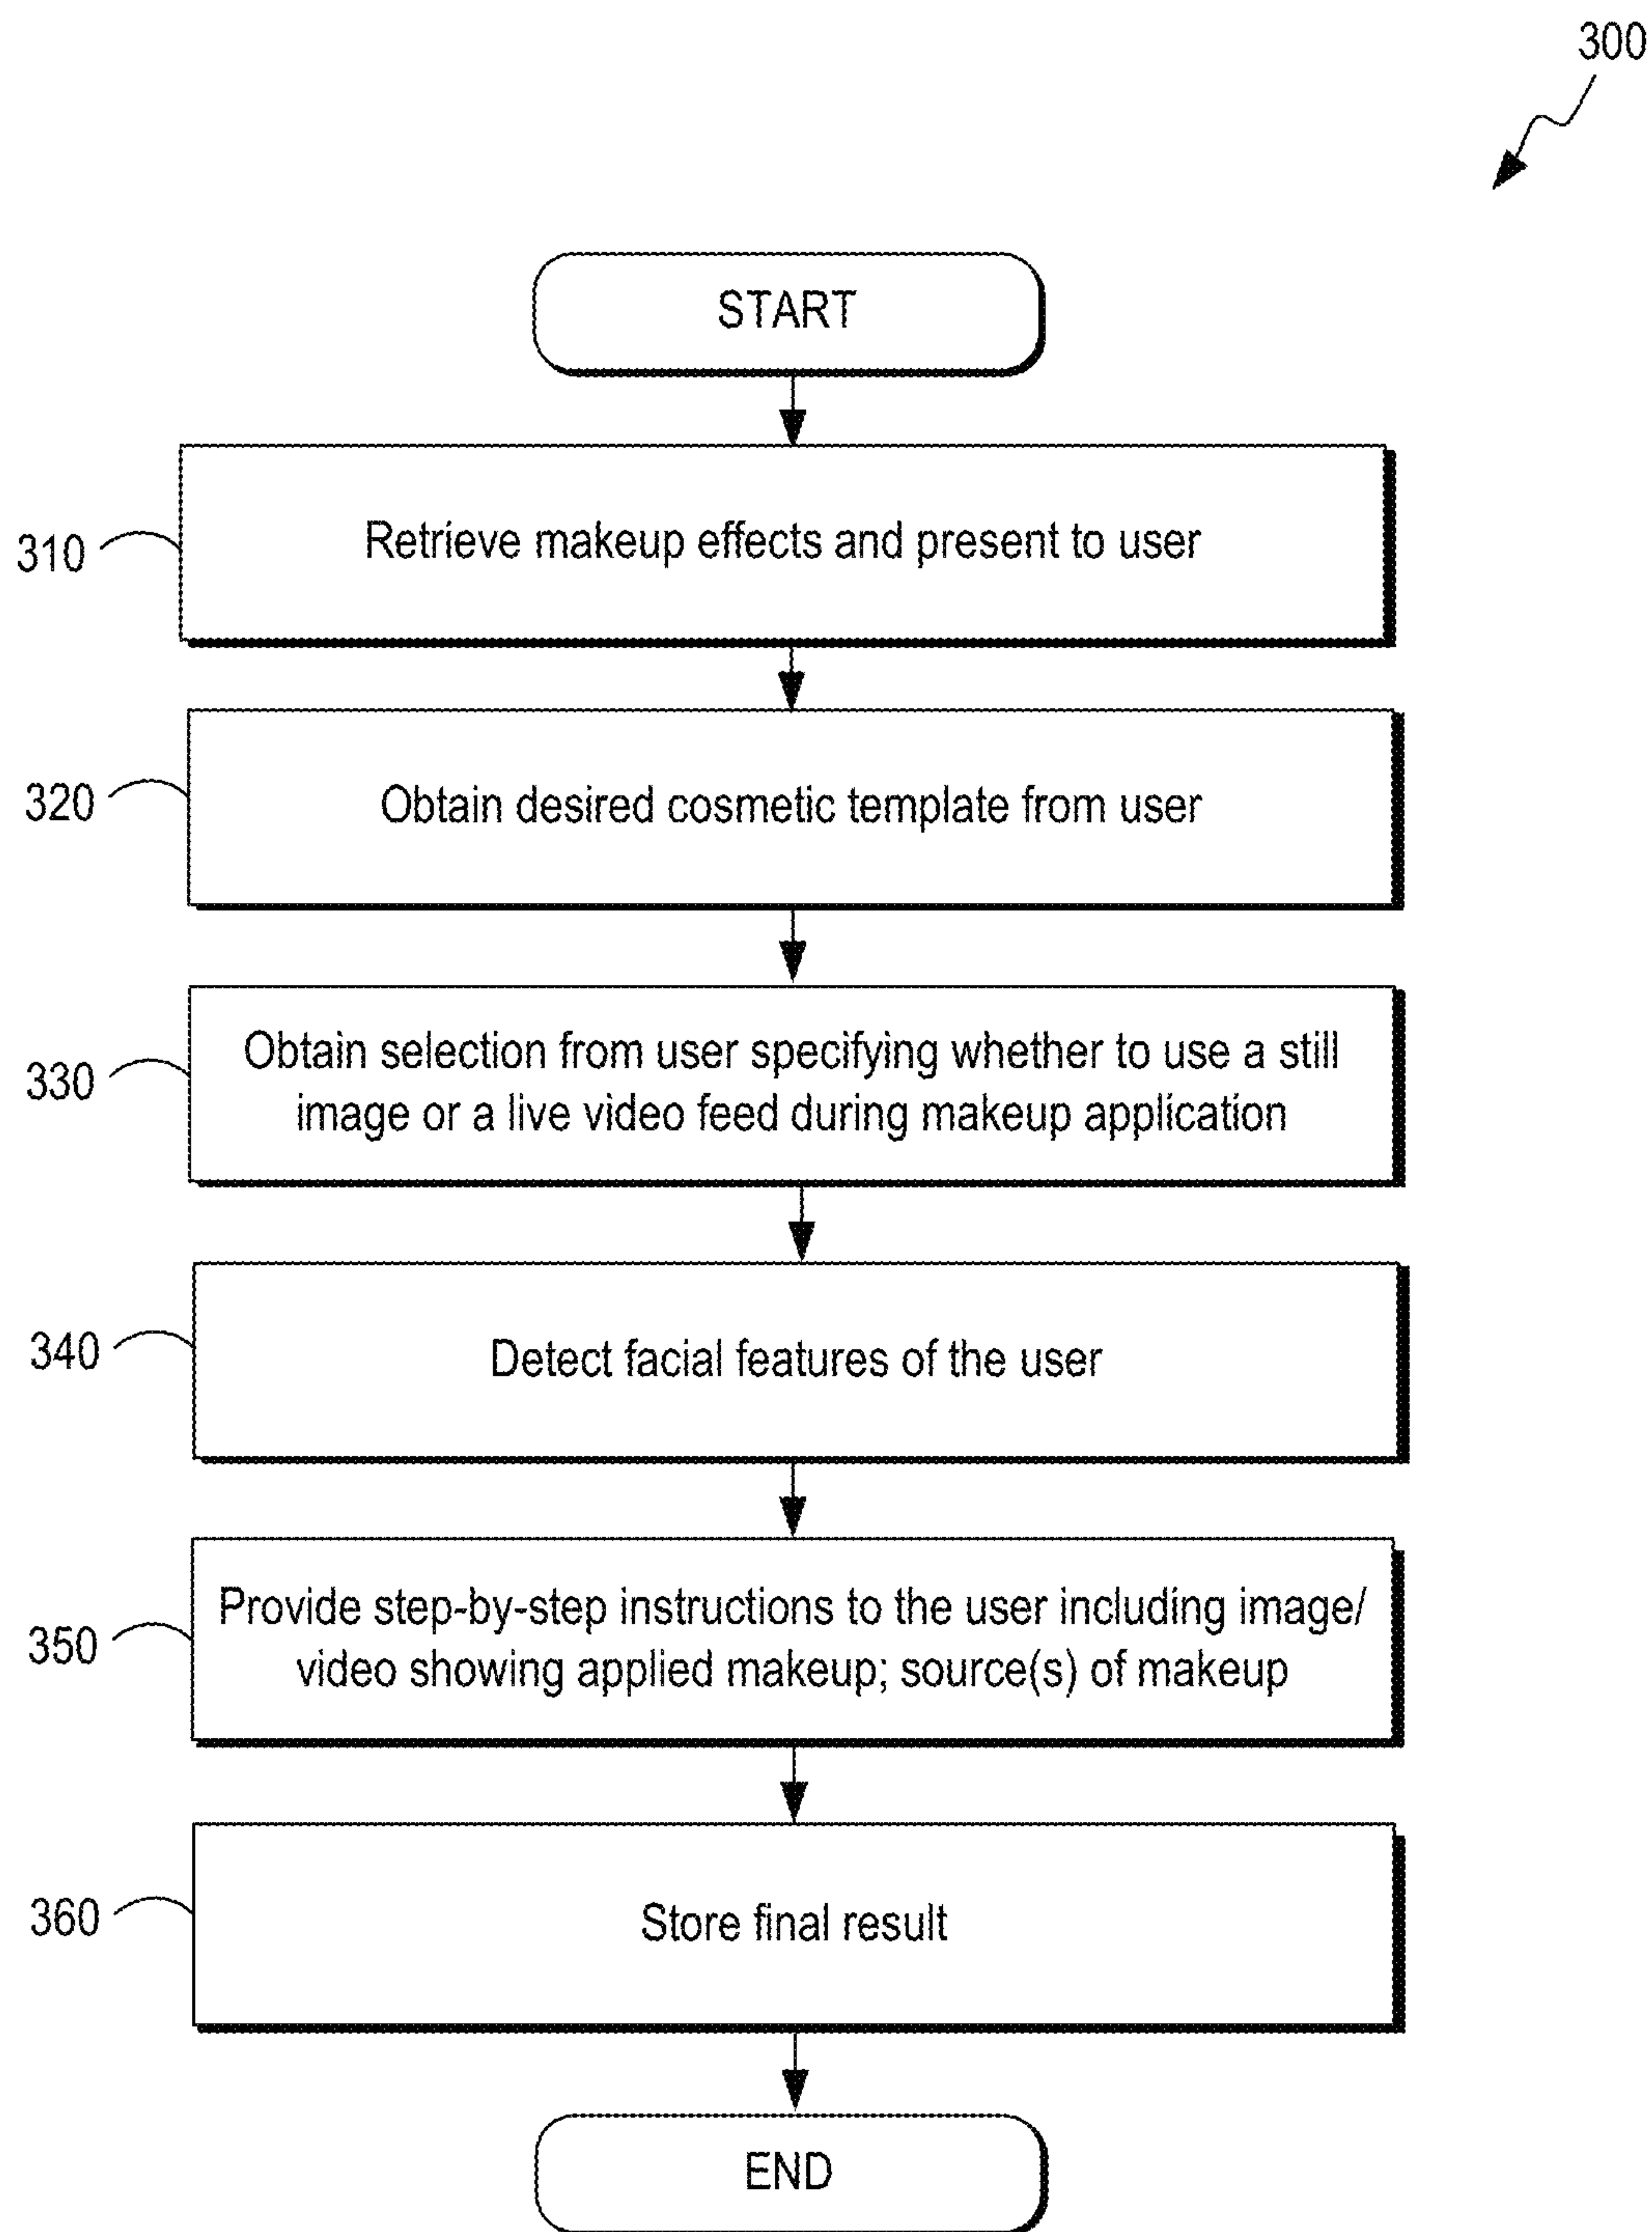 300
START
310
Retrieve makeup effects and present to user
320
Obtain desired cosmetic template from user
330
Obtain selection from user specifying whether to use a still
image or a live video feed during makeup application
340
Detect facial features of the user
350
Provide step-by-step instructions to the user including image/
video showing applied makeup; source(s) of makeup
360
Store final result
END